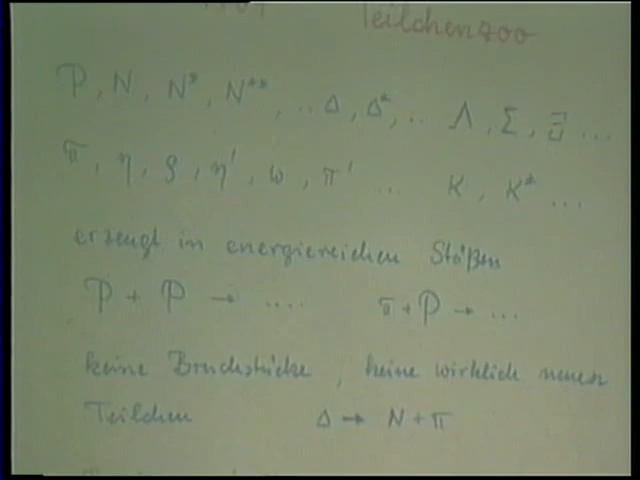 Teilchenzoo
P, N, N*, N**, .. Δ, Δ*, .. Λ, Σ, Ξ ...
π, η, ρ, η', ω, π' ... K, K* ...
erzeugt in energiereichen Stößen
P + P → .... π + P → ...
keine Bruchstücke, keine wirklich neuen
Teilchen Δ → N + π